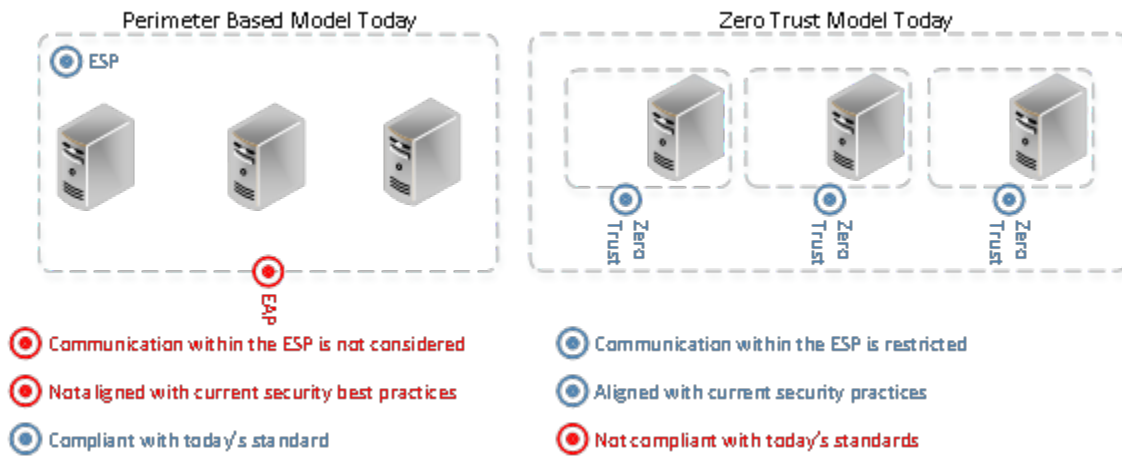 Perimeter Based Model Today
ESP
EAP
Communication within the ESP is not considered
Not aligned with current security best practices
Compliant with today's standard
Zero Trust Model Today
Zero
Trust
Zero
Trust
Zero
Trust
Communication within the ESP is restricted
Aligned with current security practices
Not compliant with today's standards